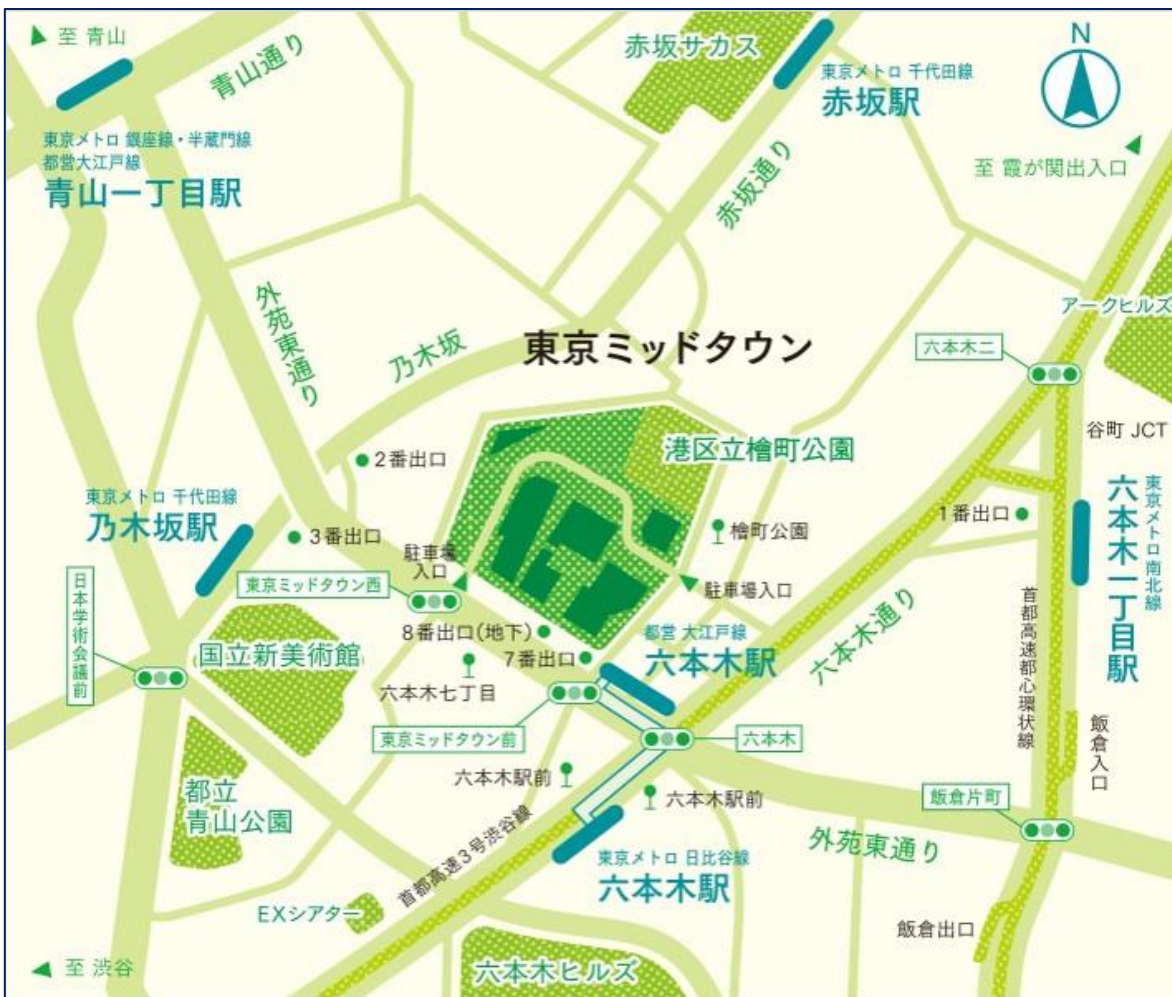 至 青山
青山通り
東京メトロ 銀座線・半蔵門線
都営大江戸線
青山一丁目駅
赤坂サカス
東京メトロ 千代田線
赤坂駅
N
至 霞が関出入口
赤坂通り
外苑東通り
乃木坂
東京ミッドタウン
アークヒルズ
六本木二
谷町 JCT
港区立檜町公園
2番出口
東京メトロ 千代田線
乃木坂駅
3番出口
駐車場
入口
檜町公園
1番出口
東京メトロ南北線
六本木一丁目駅
東京ミッドタウン西
駐車場入口
日本学術会議前
国立新美術館
8番出口(地下)
7番出口
都営 大江戸線
六本木駅
六本木通り
首都高速都心環状線
六本木七丁目
東京ミッドタウン前
六本木
飯倉入口
六本木駅前
六本木駅前
飯倉片町
都立
青山公園
首都高速3号渋谷線
外苑東通り
東京メトロ 日比谷線
六本木駅
EXシアター
飯倉出口
至 渋谷
六本木ヒルズ